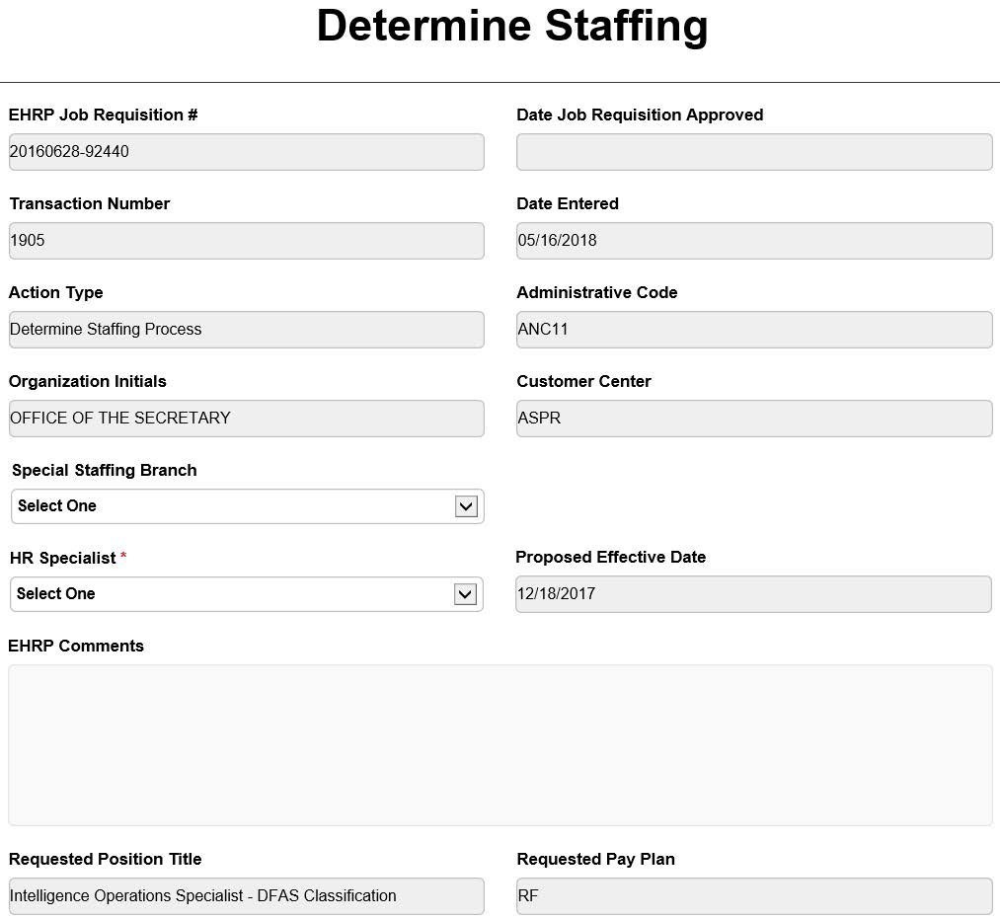 Determine Staffing
EHRP Job Requisition #
Date Job Requisition Approved
20160628-92440
Transaction Number
Date Entered
1905
05/16/2018
Action Type
Administrative Code
Determine Staffing Process
ANC11
Organization Initials
Customer Center
OFFICE OF THE SECRETARY
ASPR
Special Staffing Branch
Select One
HR Specialist *
Proposed Effective Date
Select One
12/18/2017
EHRP Comments
Requested Position Title
Requested Pay Plan
Intelligence Operations Specialist - DFAS Classification
RF